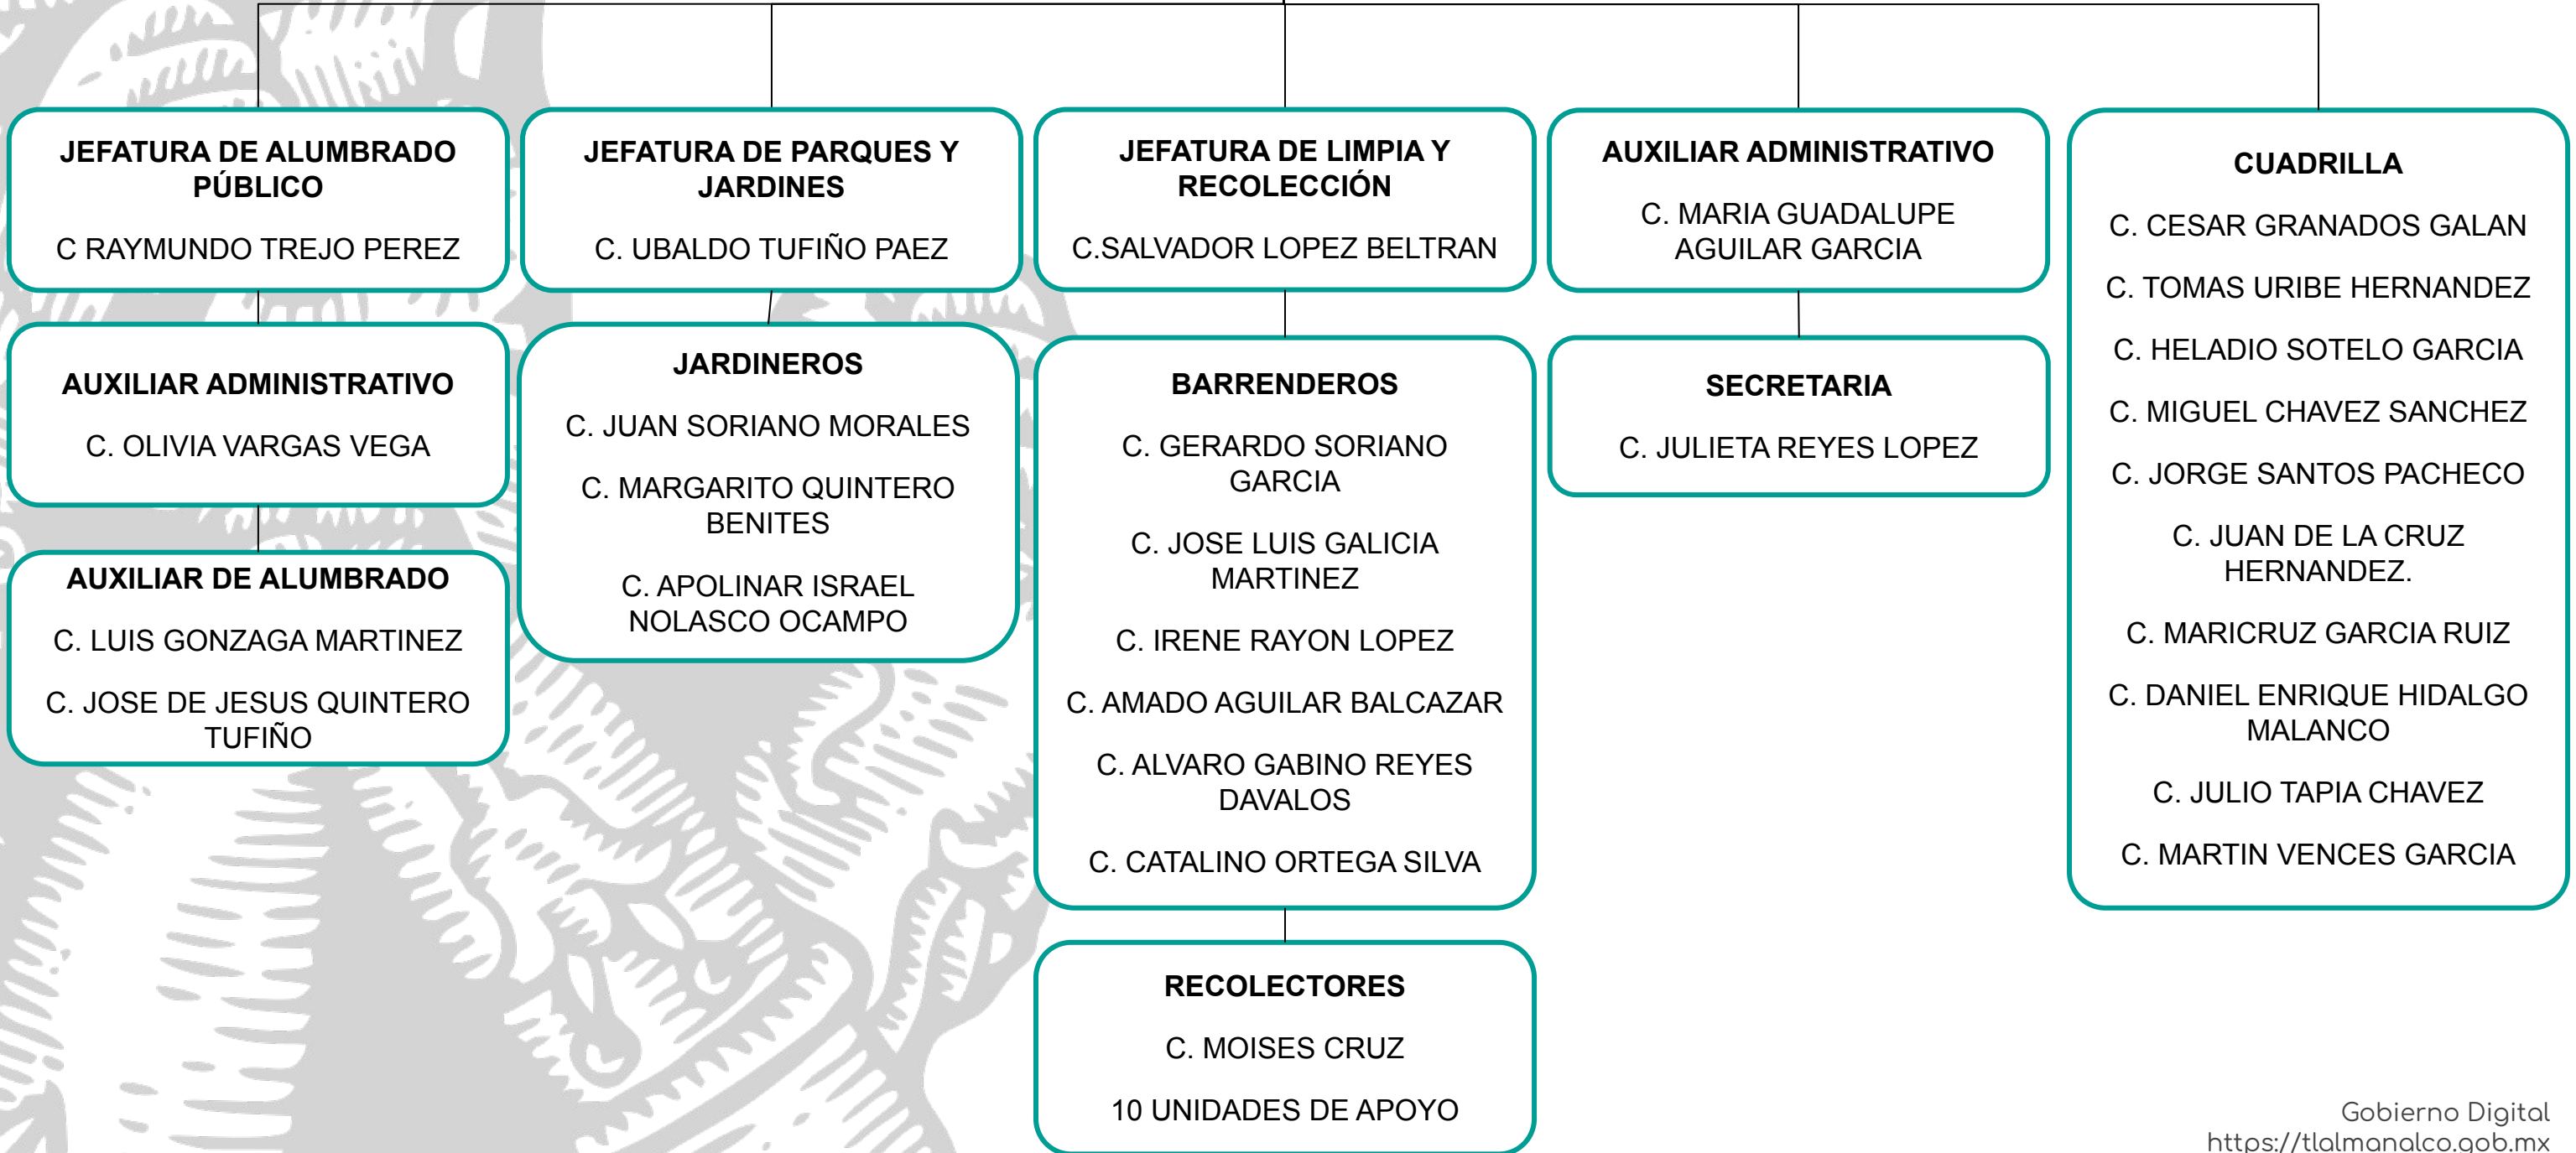 JEFATURA DE ALUMBRADO
PÚBLICO
C RAYMUNDO TREJO PEREZ
AUXILIAR ADMINISTRATIVO
C. OLIVIA VARGAS VEGA
AUXILIAR DE ALUMBRADO
C. LUIS GONZAGA MARTINEZ
C. JOSE DE JESUS QUINTERO
TUFIÑO
JEFATURA DE PARQUES Y
JARDINES
C. UBALDO TUFIÑO PAEZ
JARDINEROS
C. JUAN SORIANO MORALES
C. MARGARITO QUINTERO
BENITES
C. APOLINAR ISRAEL
NOLASCO OCAMPO
JEFATURA DE LIMPIA Y
RECOLECCIÓN
C.SALVADOR LOPEZ BELTRAN
BARRENDEROS
C. GERARDO SORIANO
GARCIA
C. JOSE LUIS GALICIA
MARTINEZ
C. IRENE RAYON LOPEZ
C. AMADO AGUILAR BALCAZAR
C. ALVARO GABINO REYES
DAVALOS
C. CATALINO ORTEGA SILVA
RECOLECTORES
C. MOISES CRUZ
10 UNIDADES DE APOYO
AUXILIAR ADMINISTRATIVO
C. MARIA GUADALUPE
AGUILAR GARCIA
SECRETARIA
C. JULIETA REYES LOPEZ
CUADRILLA
C. CESAR GRANADOS GALAN
C. TOMAS URIBE HERNANDEZ
C. HELADIO SOTELO GARCIA
C. MIGUEL CHAVEZ SANCHEZ
C. JORGE SANTOS PACHECO
C. JUAN DE LA CRUZ
HERNANDEZ.
C. MARICRUZ GARCIA RUIZ
C. DANIEL ENRIQUE HIDALGO
MALANCO
C. JULIO TAPIA CHAVEZ
C. MARTIN VENCES GARCIA
Gobierno Digital
https://tlalmanalco.gob.mx